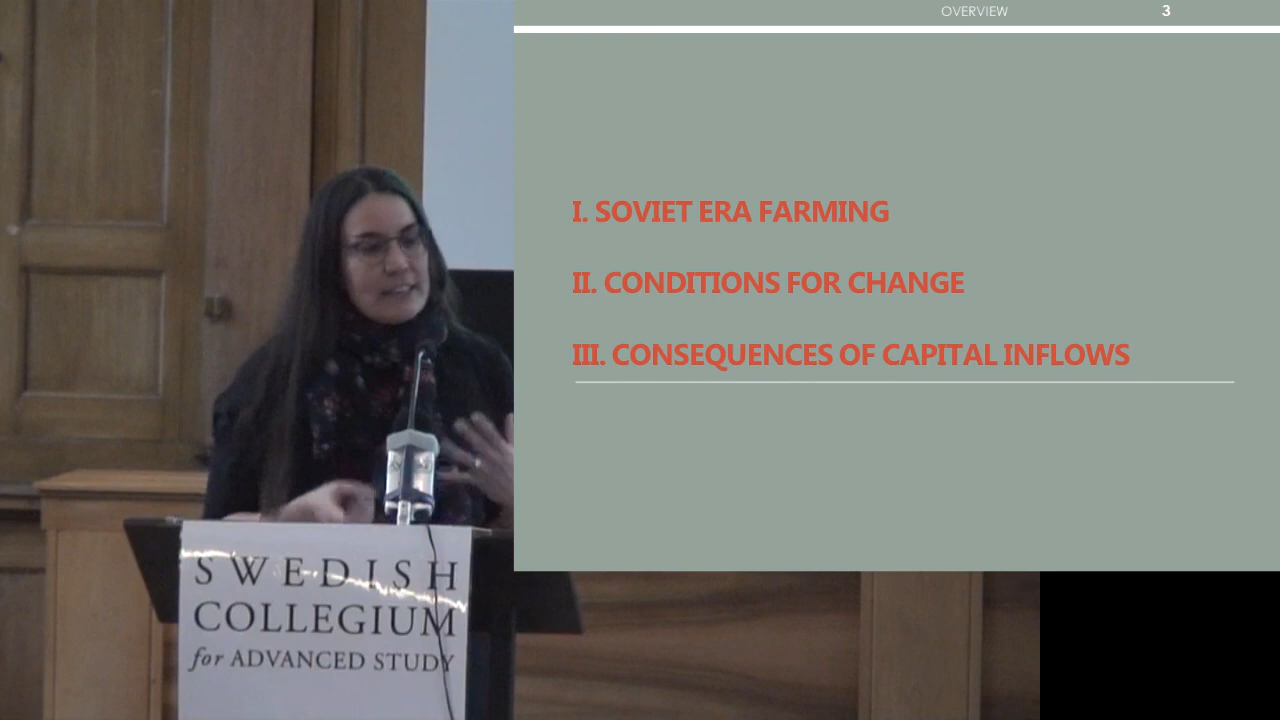 OVERVIEW 3
I. SOVIET ERA FARMING
II. CONDITIONS FOR CHANGE
III. CONSEQUENCES OF CAPITAL INFLOWS
SWEDISH
COLLEGIUM
for ADVANCED STUDY